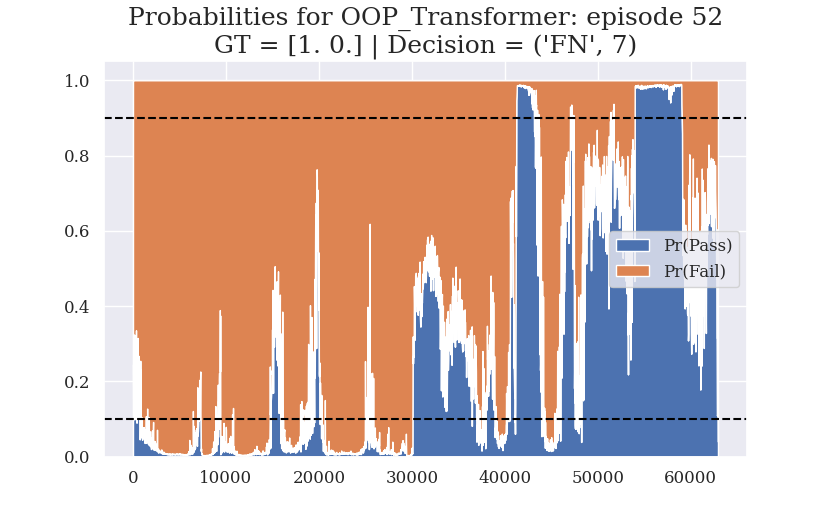 Probabilities for OOP_Transformer: episode 52
GT = [1. 0.] | Decision = ('FN', 7)
1.0
0.8
0.6
0.4
0.2
0.0
Pr(Pass)
Pr(Fail)
0 10000 20000 30000 40000 50000 60000